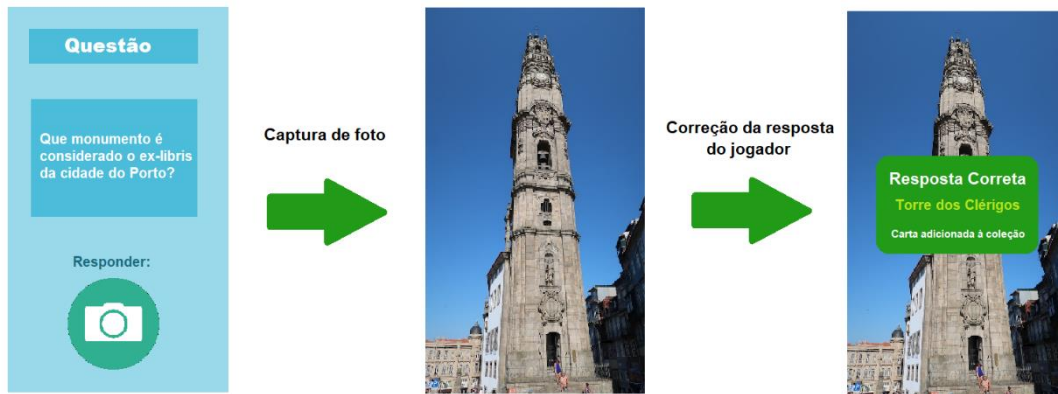 Questão
Que monumento é
considerado o ex-libris
da cidade do Porto?
Responder:
Captura de foto
Correção da resposta
do jogador
Resposta Correta
Torre dos Clérigos
Carta adicionada à coleção